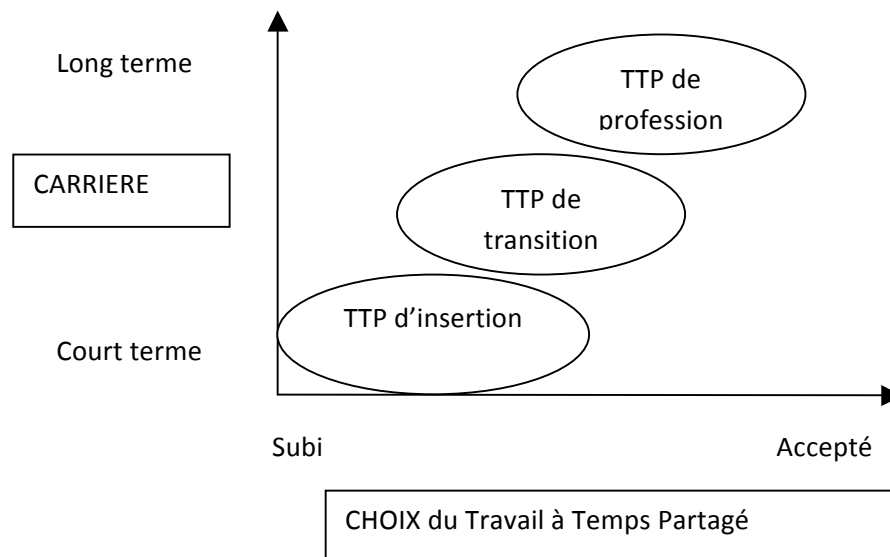 Long terme
TTP de
profession
CARRIERE
TTP de
transition
TTP d’insertion
Court terme
Subi
Accepté
CHOIX du Travail à Temps Partagé